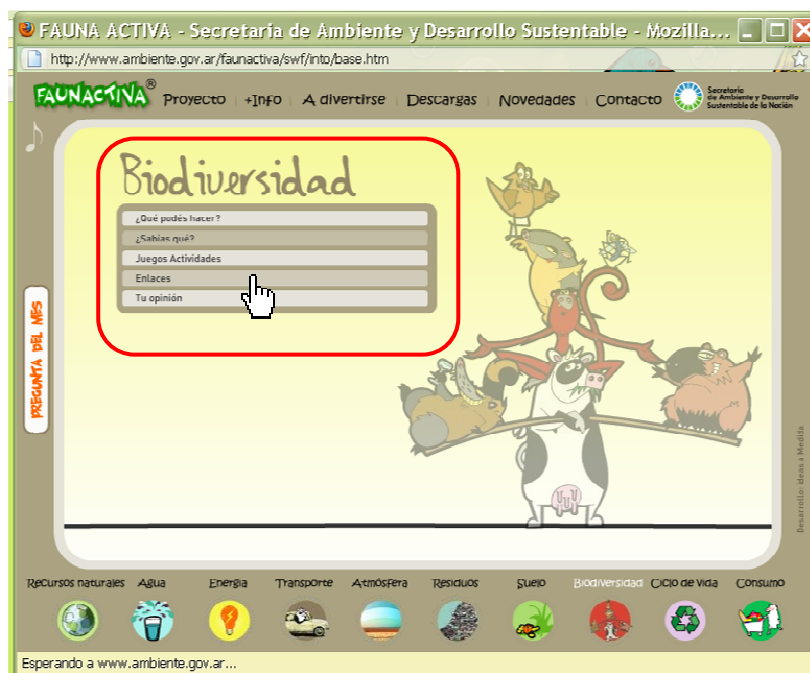 FAUNA ACTIVA - Secretaria de Ambiente y Desarrollo Sustentable - Mozilla...
http://www.ambiente.gov.ar/faunactiva/swf/into/base.htm
FAUNACTIVA®
Proyecto | +Info | A divertirse | Descargas | Novedades | Contacto
Secretaría
de Ambiente y Desarrollo
Sustentable de la Nación
Biodiversidad
¿Qué podés hacer?
¿Sabías qué?
Juegos Actividades
Enlaces
Tu opinión
PREGUNTA DEL MES
Desarrollo: Ideas a Medida
Recursos naturales Agua Energia Transporte Atmósfera Residuos Suelo Biodiversidad Ciclo de Vida Consumo
Esperando a www.ambiente.gov.ar...